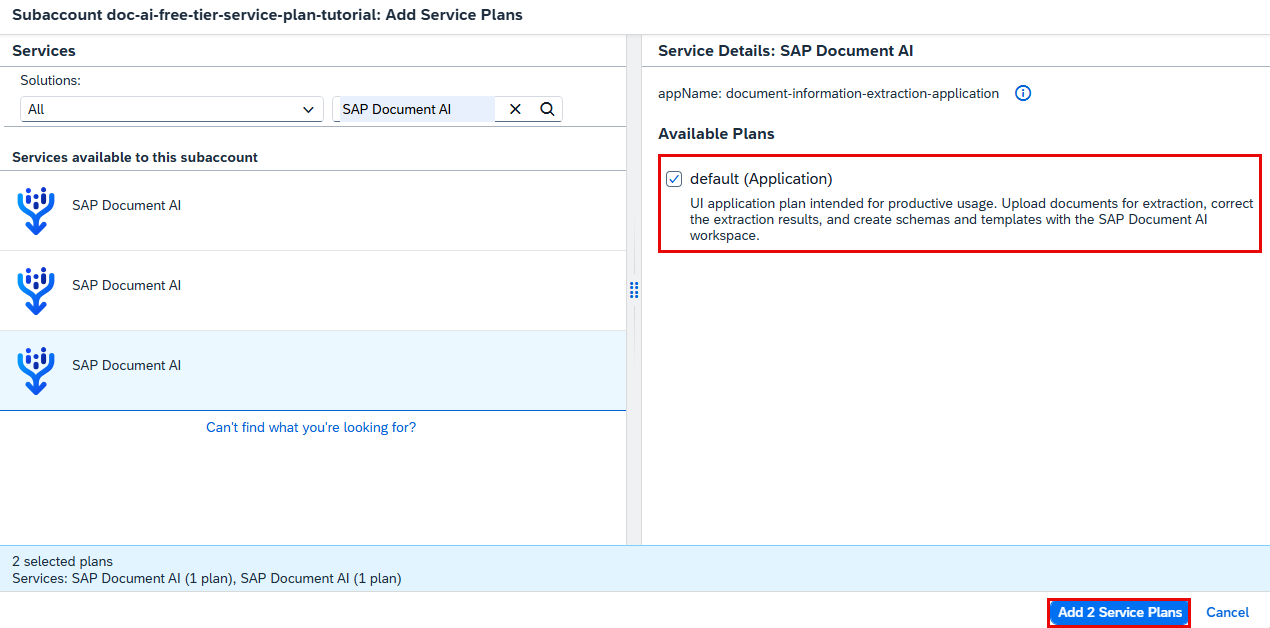 Subaccount doc-ai-free-tier-service-plan-tutorial: Add Service Plans
Services
Solutions:
All
SAP Document AI
Services available to this subaccount
SAP Document AI
SAP Document AI
SAP Document AI
Can't find what you're looking for?
Service Details: SAP Document AI
appName: document-information-extraction-application
Available Plans
default (Application)
UI application plan intended for productive usage. Upload documents for extraction, correct
the extraction results, and create schemas and templates with the SAP Document AI
workspace.
2 selected plans
Services: SAP Document AI (1 plan), SAP Document AI (1 plan)
Add 2 Service Plans
Cancel